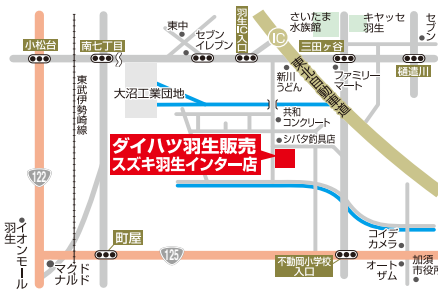 小松台
南七丁目
東中
セブン
イレブン
羽生IC入口
IC
さいたま
水族館
キヤッセ
羽生
セブン
三田ヶ谷
樋遣川
東武伊勢崎線
大沼工業団地
新川
うどん
ファミリー
マート
東北自動車道
共和
コンクリート
シバタ釣具店
ダイハツ羽生販売
スズキ羽生インター店
122
イオンモール
羽生
町屋
マクド
ナルド
125
不動岡小学校
入口
コイデ
カメラ
オート
ザム
加須
市役所